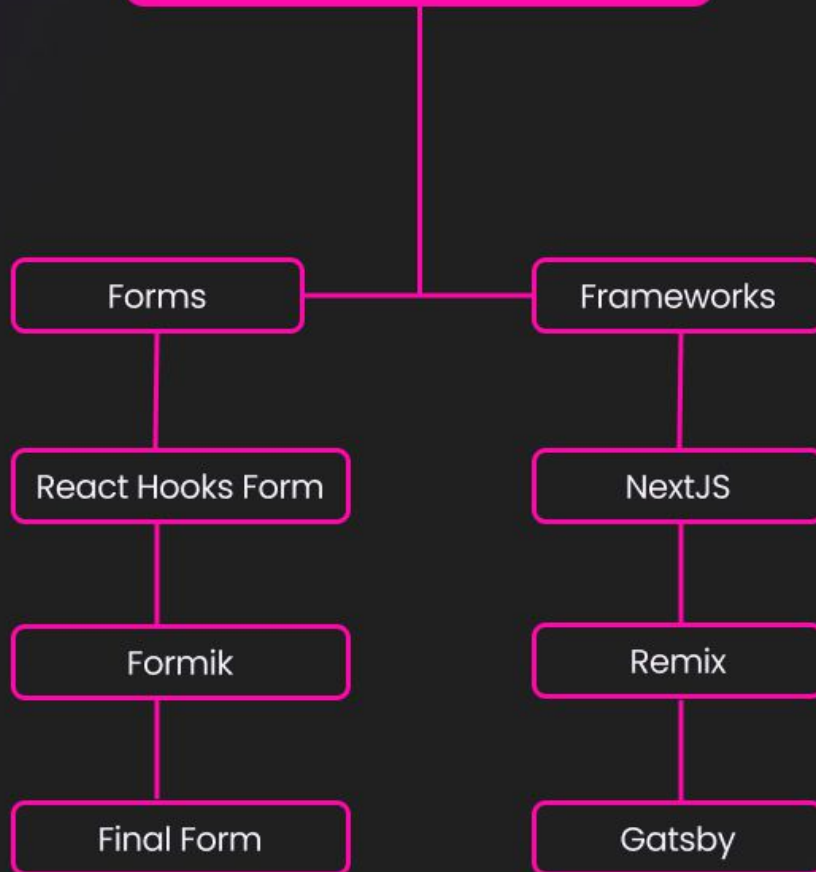 Forms
Frameworks
React Hooks Form
NextJS
Formik
Remix
Final Form
Gatsby